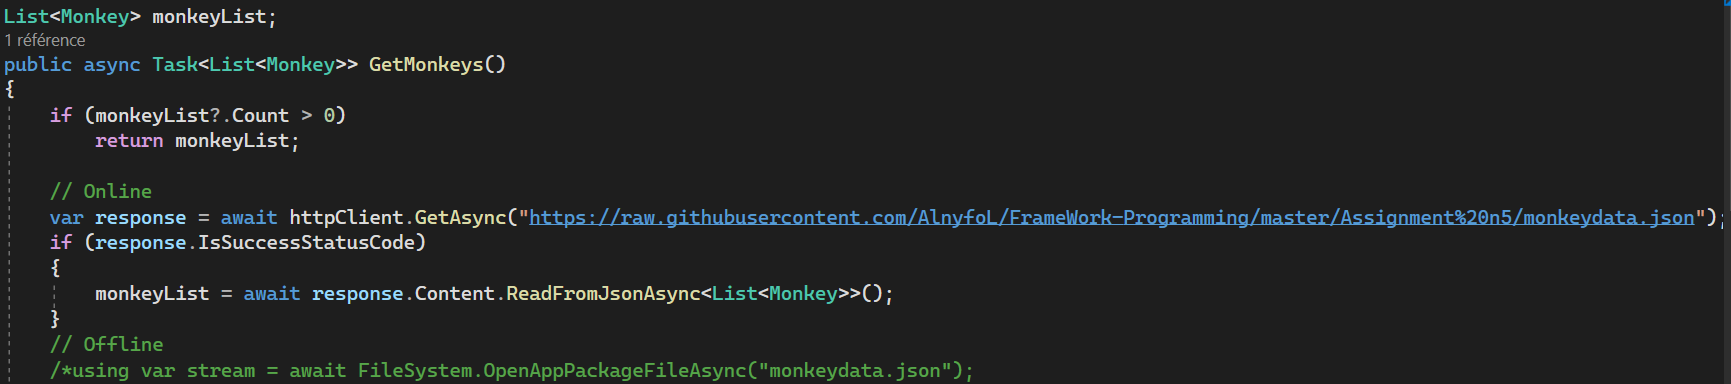 List<Monkey> monkeyList;
1 référence
public async Task<List<Monkey>> GetMonkeys()
{
if (monkeyList?.Count > 0)
return monkeyList;
// Online
var response = await httpClient.GetAsync("https://raw.githubusercontent.com/AlnyfoL/FrameWork-Programming/master/Assignment%20n5/monkeydata.json");
if (response.IsSuccessStatusCode)
{
monkeyList = await response.Content.ReadFromJsonAsync<List<Monkey>>();
}
// Offline
/*using var stream = await FileSystem.OpenAppPackageFileAsync("monkeydata.json");